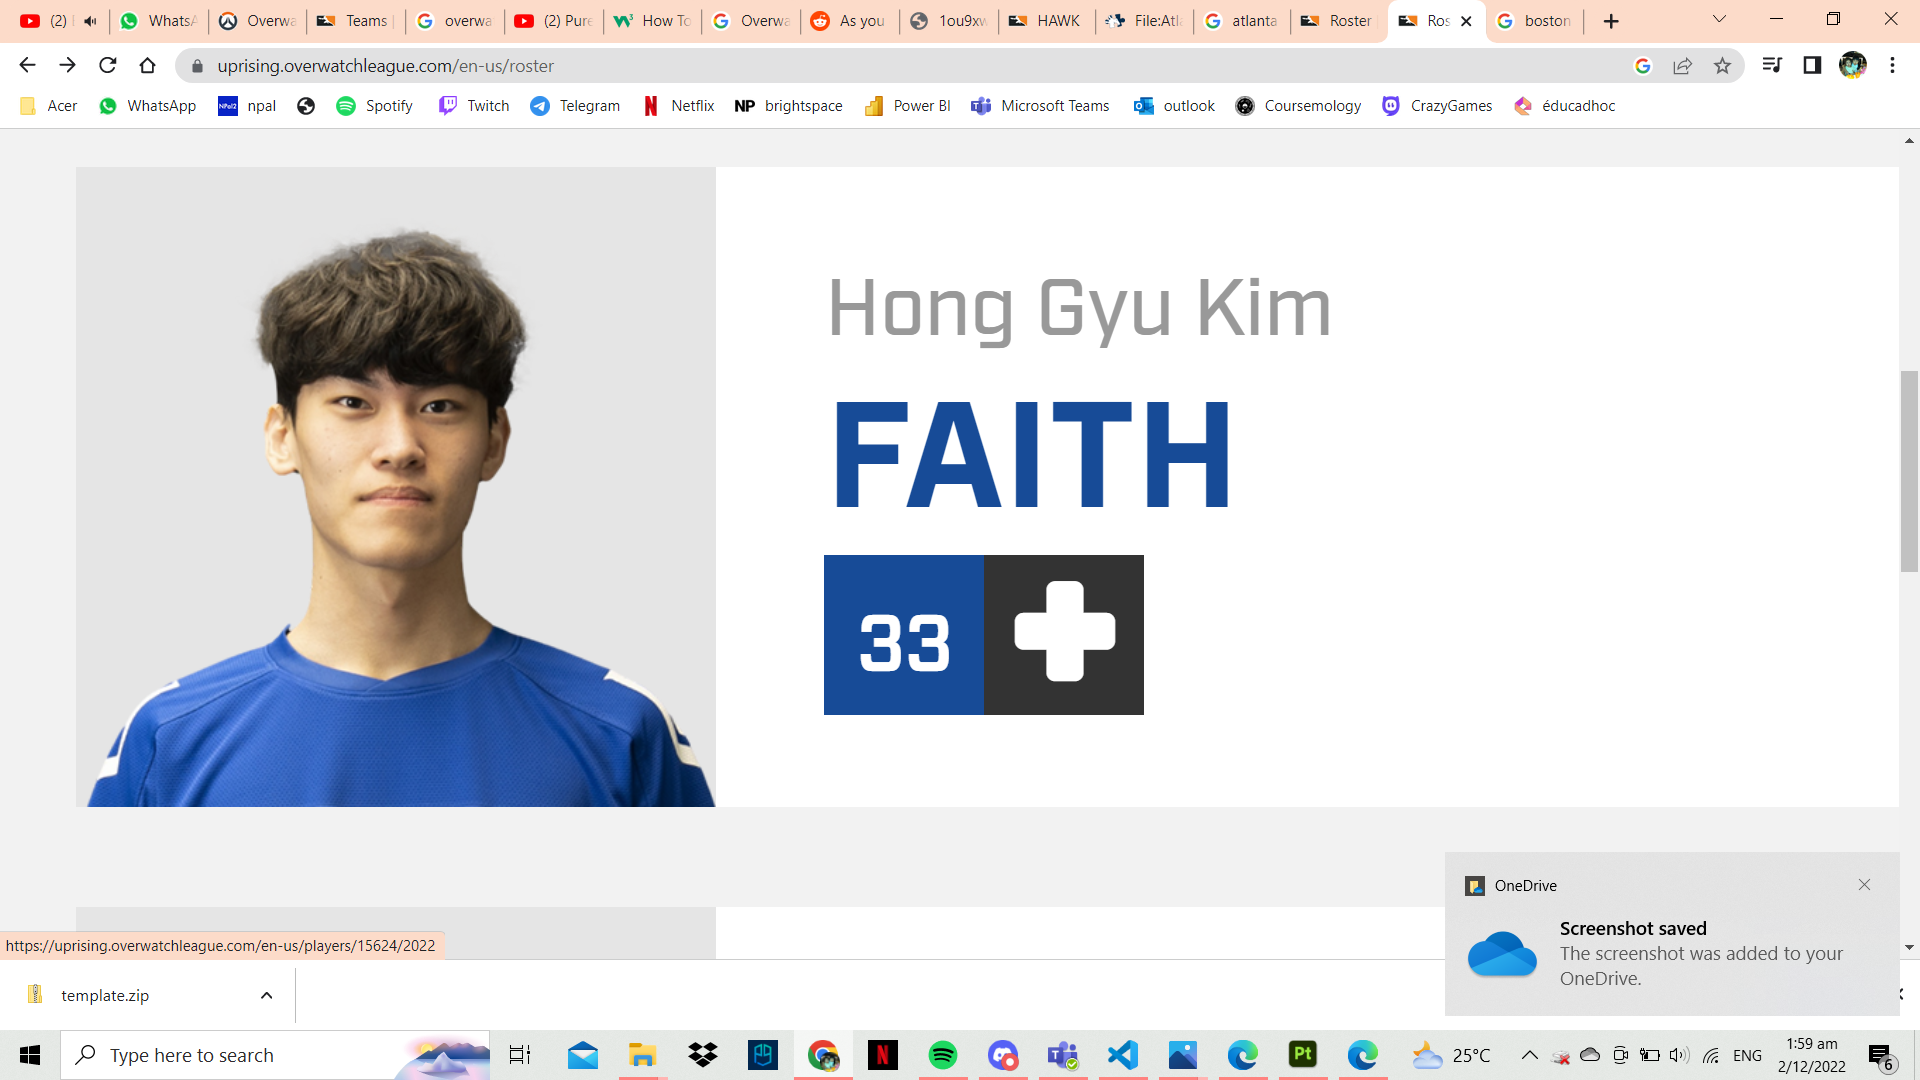 (2) I
WhatsA
Overwa
Teams |
overwa
(2) Pure
How To
Overwa
As you
1ou9xw
HAWK
File:Atla
atlanta
Roster |
Ros
boston
uprising.overwatchleague.com/en-us/roster
Acer
WhatsApp
NPal2 npal
Spotify
Twitch
Telegram
Netflix
NP brightspace
Power BI
Microsoft Teams
outlook
Coursemology
CrazyGames
éducadhoc
Hong Gyu Kim
FAITH
33
OneDrive
Screenshot saved
The screenshot was added to your
OneDrive.
https://uprising.overwatchleague.com/en-us/players/15624/2022
template.zip
Type here to search
Pt
25°C
ENG
1:59 am
2/12/2022
6